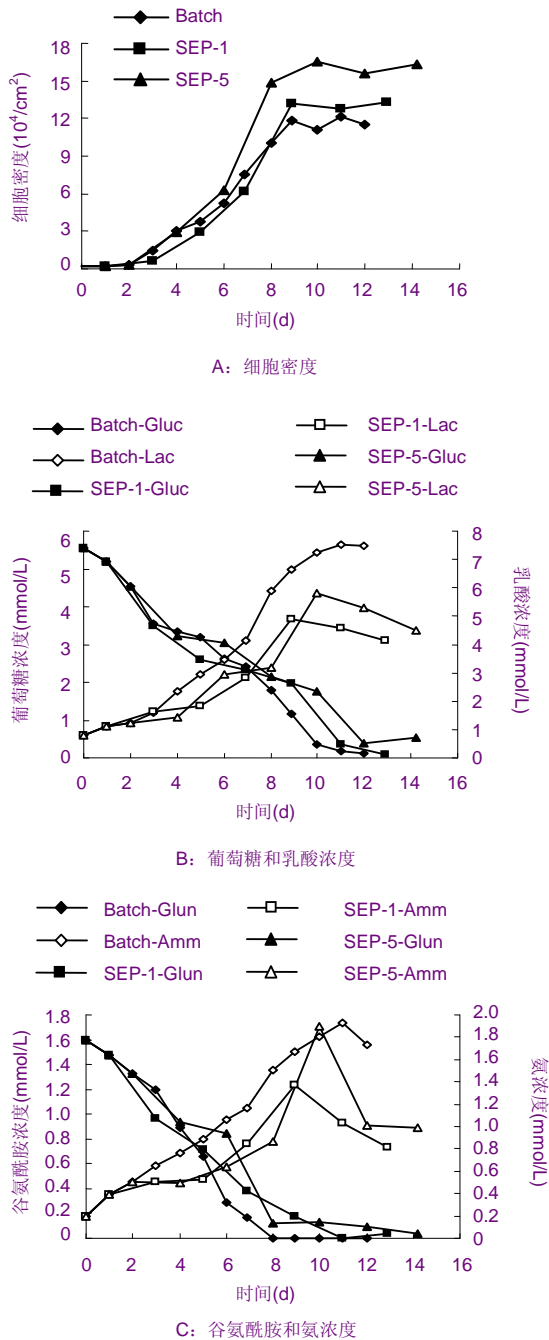 Batch
SEP-1
SEP-5
细胞密度(10⁴/cm²)
18
15
12
9
6
3
0
0 2 4 6 8 10 12 14 16
时间(d)
A：细胞密度
Batch-Gluc
SEP-1-Lac
Batch-Lac
SEP-5-Gluc
SEP-1-Gluc
SEP-5-Lac
葡萄糖浓度(mmol/L)
6
5
4
3
2
1
0
8
7
6
5
4
3
2
1
0
乳酸浓度(mmol/L)
0 2 4 6 8 10 12 14 16
时间(d)
B：葡萄糖和乳酸浓度
Batch-Glun
SEP-1-Amm
Batch-Amm
SEP-5-Glun
SEP-1-Glun
SEP-5-Amm
谷氨酰胺浓度(mmol/L)
1.8
1.6
1.4
1.2
1.0
0.8
0.6
0.4
0.2
0.0
2.0
1.8
1.6
1.4
1.2
1.0
0.8
0.6
0.4
0.2
0
氨浓度(mmol/L)
0 2 4 6 8 10 12 14 16
时间(d)
C：谷氨酰胺和氨浓度